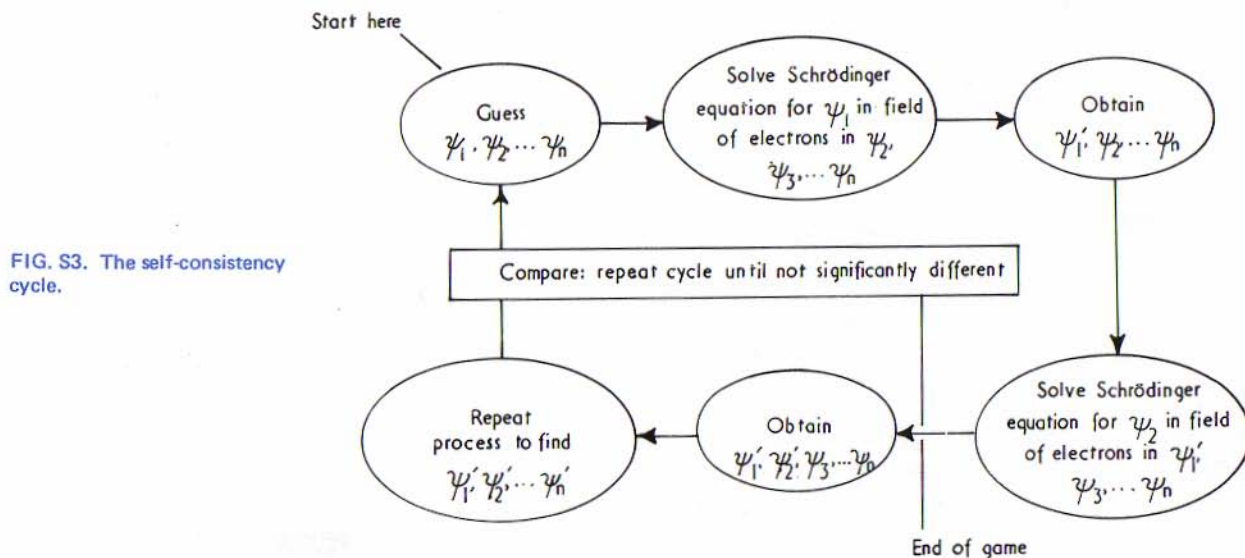 Start here
Guess
ψ₁, ψ₂, ... ψₙ
Solve Schrödinger
equation for ψ₁ in field
of electrons in ψ₂,
ψ₃, ... ψₙ
Obtain
ψ₁′, ψ₂ ... ψₙ
FIG. S3. The self-consistency
cycle.
Compare: repeat cycle until not significantly different
Solve Schrödinger
equation for ψ₂ in field
of electrons in ψ₁′,
ψ₃, ... ψₙ
Obtain
ψ₁′, ψ₂′, ψ₃, ... ψₙ
Repeat
process to find
ψ₁′, ψ₂′, ... ψₙ′
End of game